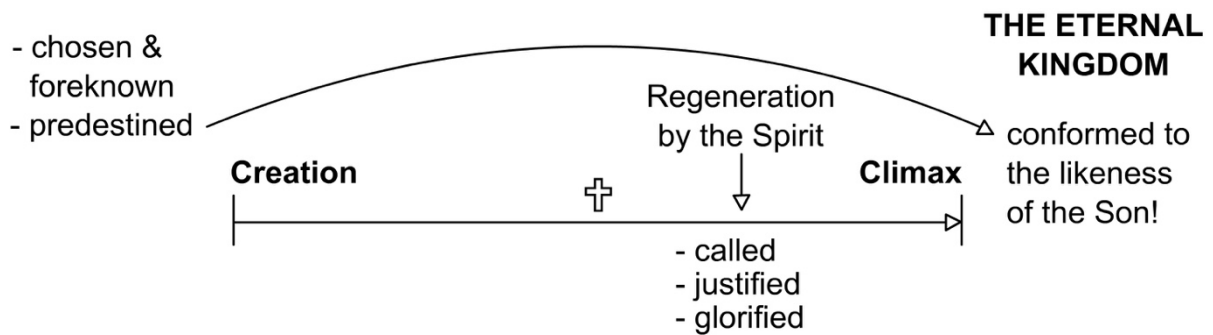 - chosen &
foreknown
- predestined
THE ETERNAL
KINGDOM
Regeneration
by the Spirit
conformed to
the likeness
of the Son!
Creation
Climax
- called
- justified
- glorified